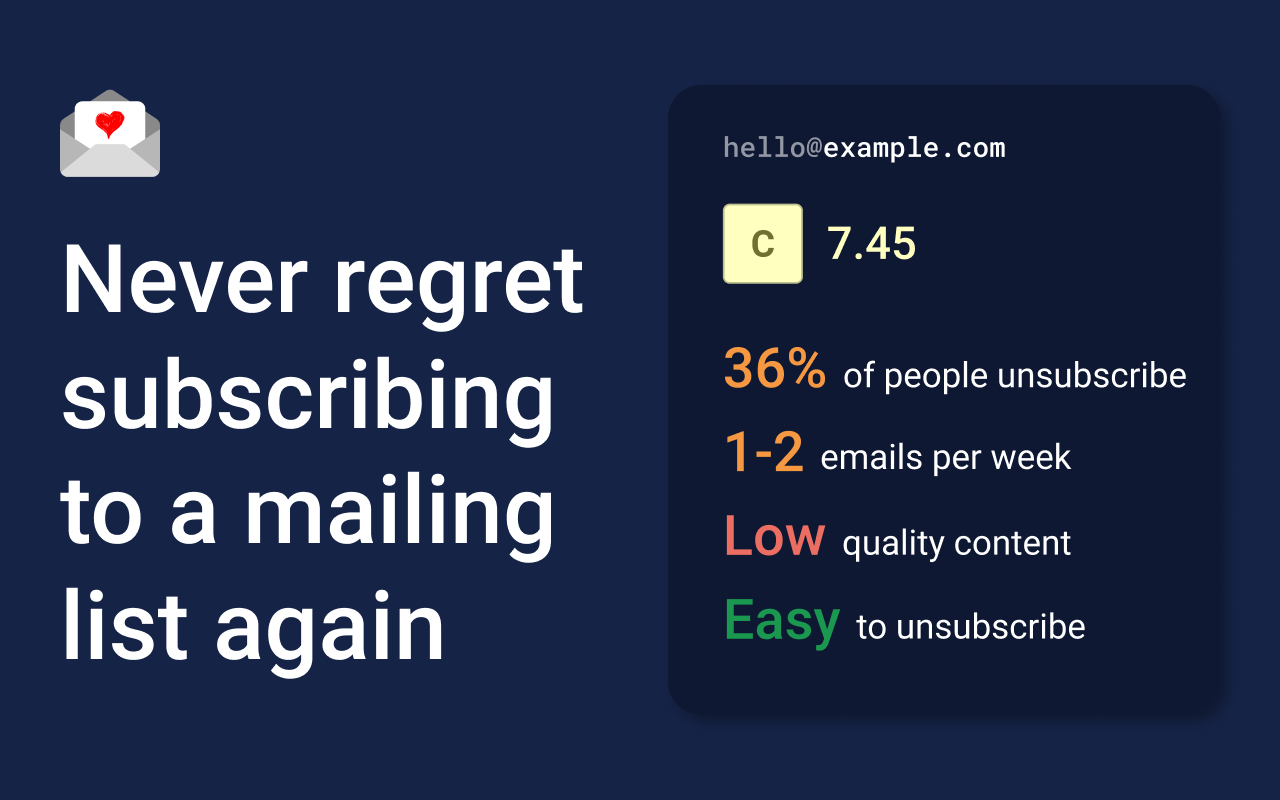 Never regret
subscribing
to a mailing
list again
hello@example.com
C 7.45
36% of people unsubscribe
1-2 emails per week
Low quality content
Easy to unsubscribe